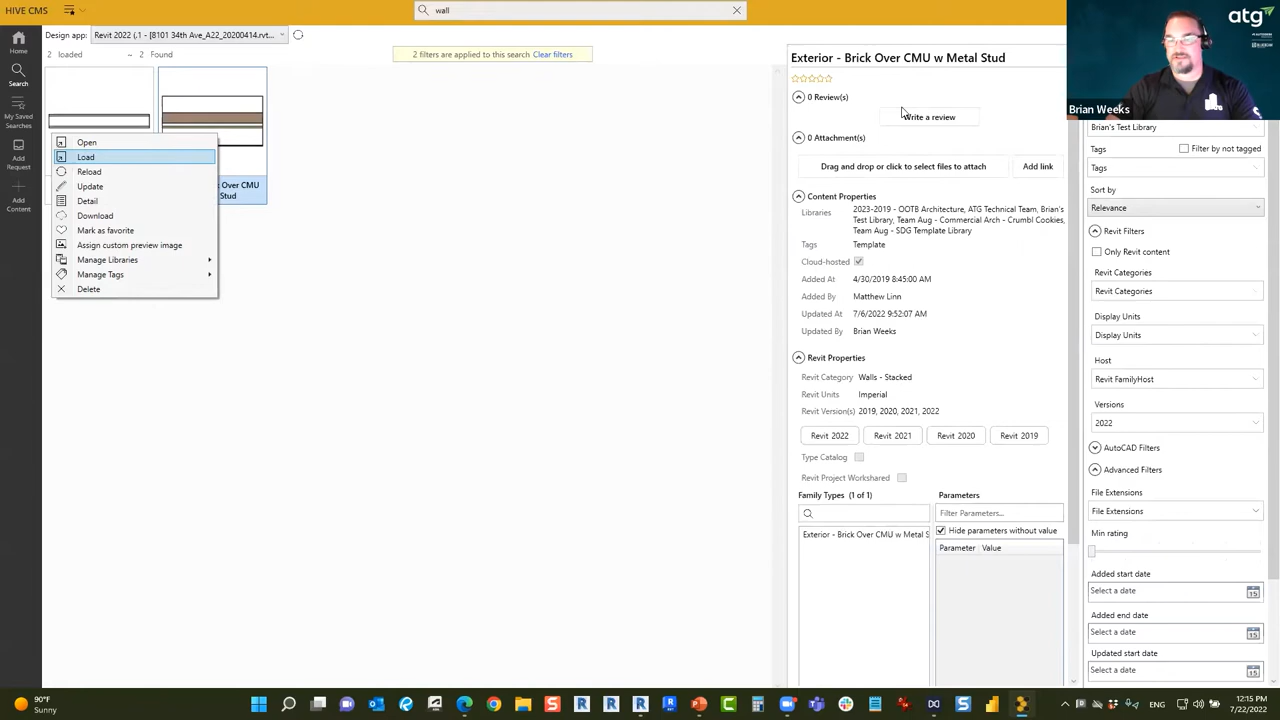 HIVE CMS
wall
atg
AUTODESK
Design app:
Revit 2022 (.1 - [8101 34th Ave_A22_20200414.rvt...
2 loaded
2 Found
2 filters are applied to this search Clear filters
Home
Search
My Saved
Searches
Add
Request
Add
Content
Open
Load
Reload
Update
Detail
Download
Mark as favorite
Assign custom preview image
Manage Libraries
Manage Tags
Delete
Over CMU
Stud
Exterior - Brick Over CMU w Metal Stud
0 Review(s)
Write a review
0 Attachment(s)
Drag and drop or click to select files to attach
Add link
Content Properties
Libraries
2023-2019 - OOTB Architecture, ATG Technical Team, Brian's
Test Library, Team Aug - Commercial Arch - Crumbl Cookies,
Team Aug - SDG Template Library
Tags
Template
Cloud-hosted
Added At
4/30/2019 8:45:00 AM
Added By
Matthew Linn
Updated At
7/6/2022 9:52:07 AM
Updated By
Brian Weeks
Revit Properties
Revit Category
Walls - Stacked
Revit Units
Imperial
Revit Version(s)
2019, 2020, 2021, 2022
Revit 2022
Revit 2021
Revit 2020
Revit 2019
Type Catalog
Revit Project Workshared
Family Types (1 of 1)
Parameters
Filter Parameters...
Hide parameters without value
Exterior - Brick Over CMU w Metal S
Parameter
Value
Brian Weeks
Brian's Test Library
Tags
Filter by not tagged
Tags
Sort by
Relevance
Revit Filters
Only Revit content
Revit Categories
Revit Categories
Display Units
Display Units
Host
Revit FamilyHost
Versions
2022
AutoCAD Filters
Advanced Filters
File Extensions
File Extensions
Min rating
Added start date
Select a date
15
Added end date
Select a date
15
Updated start date
Select a date
15
90°F
Sunny
12:15 PM
7/22/2022